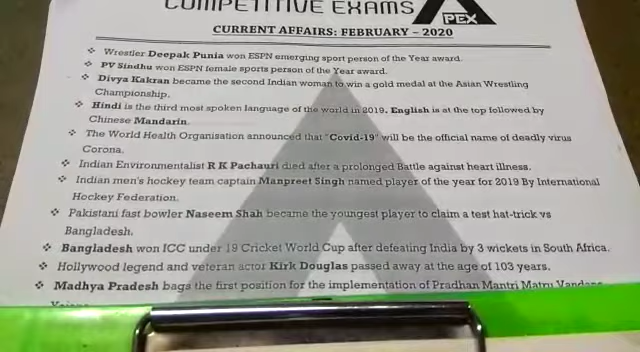 COMPETITIVE EXAMS
APEX
CURRENT AFFAIRS: FEBRUARY – 2020
❖ Wrestler Deepak Punia won ESPN emerging sport person of the Year award.
❖ PV Sindhu won ESPN female sports person of the Year award.
❖ Divya Kakran became the second Indian woman to win a gold medal at the Asian Wrestling
Championship.
❖ Hindi is the third most spoken language of the world in 2019, English is at the top followed by
Chinese Mandarin.
❖ The World Health Organisation announced that "Covid-19" will be the official name of deadly virus
Corona.
❖ Indian Environmentalist R K Pachauri died after a prolonged Battle against heart illness.
❖ Indian men's hockey team captain Manpreet Singh named player of the year for 2019 By International
Hockey Federation.
❖ Pakistani fast bowler Naseem Shah became the youngest player to claim a test hat-trick vs
Bangladesh.
❖ Bangladesh won ICC under 19 Cricket World Cup after defeating India by 3 wickets in South Africa.
❖ Hollywood legend and veteran actor Kirk Douglas passed away at the age of 103 years.
❖ Madhya Pradesh bags the first position for the implementation of Pradhan Mantri Matru Vandana